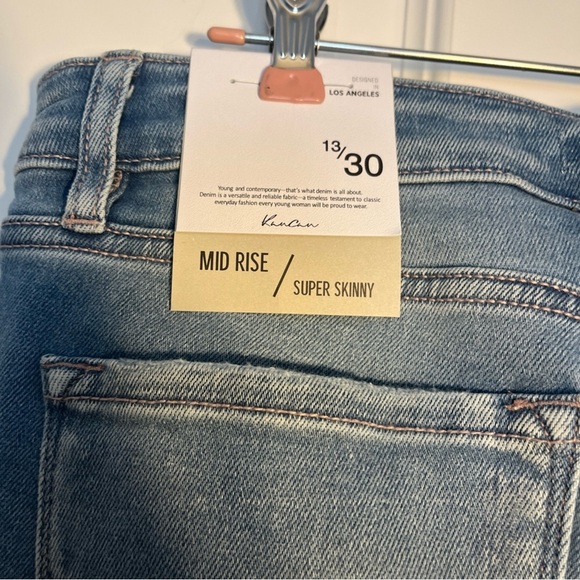 DESIGNED
IN
LOS ANGELES
13/30
Young and contemporary—that's what denim is all about.
Denim is a versatile and reliable fabric—a timeless testament to classic
everyday fashion every young woman will be proud to wear.
KanCan
MID RISE / SUPER SKINNY